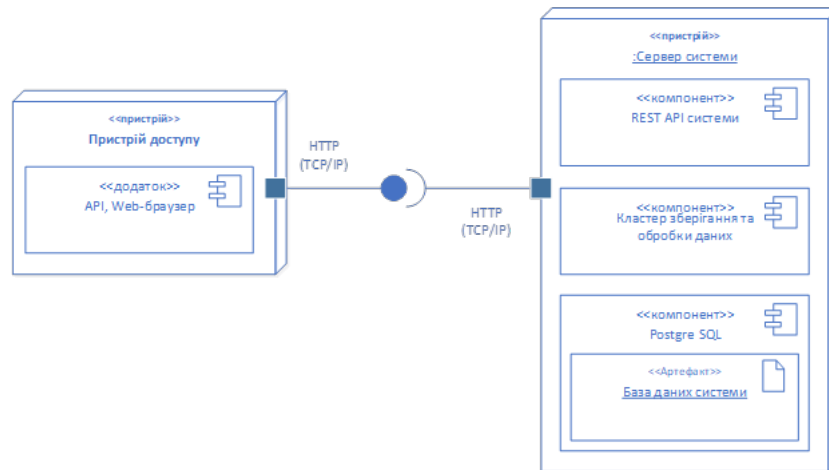 <<пристрій>>
Пристрій доступу
<<додаток>>
API, Web-браузер
HTTP
(TCP/IP)
HTTP
(TCP/IP)
<<пристрій>>
:Сервер системи
<<компонент>>
REST API системи
<<компонент>>
Кластер зберігання та
обробки даних
<<компонент>>
Postgre SQL
<<Артефакт>>
База даних системи